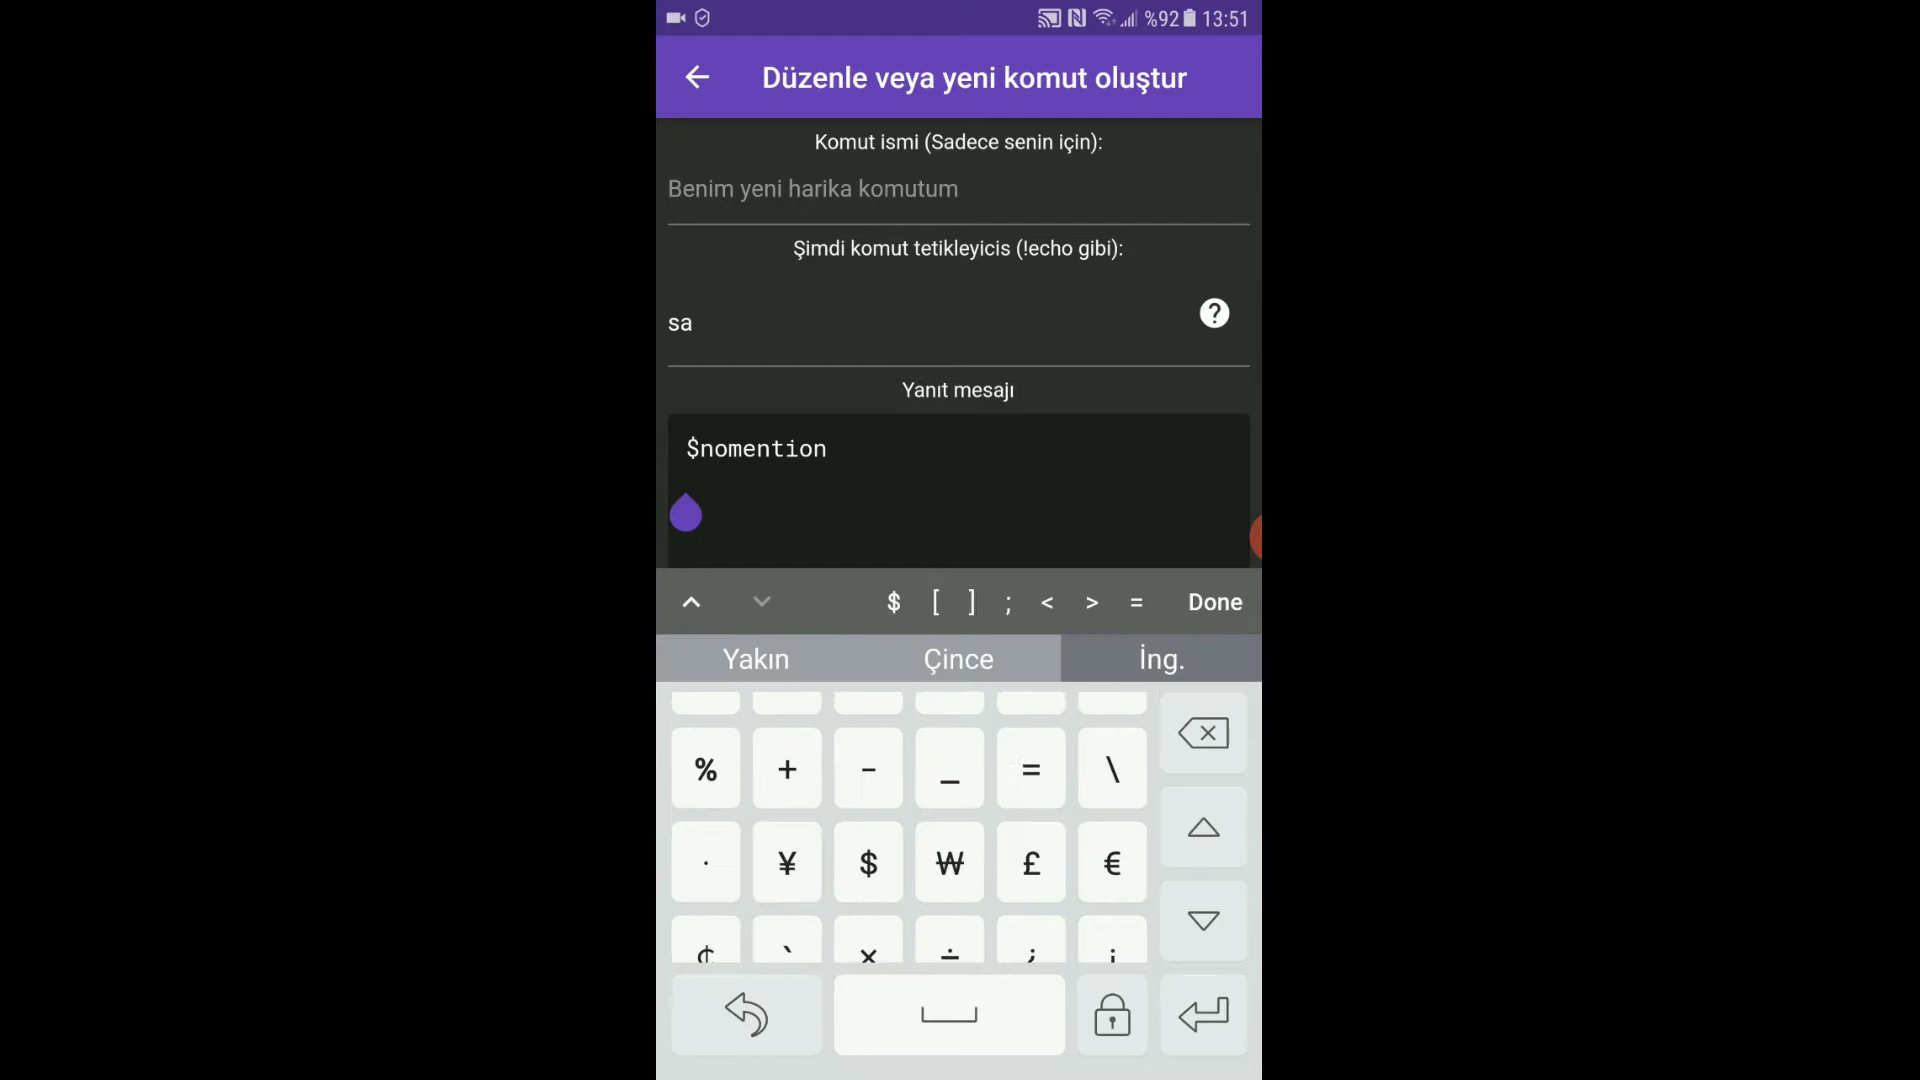 %92 13:51
Düzenle veya yeni komut oluştur
Komut ismi (Sadece senin için):
Benim yeni harika komutum
Şimdi komut tetikleyicis (!echo gibi):
sa
?
Yanıt mesajı
$nomention
$ [ ] ; < > = Done
Yakın Çince İng.
% + - _ = \
· ¥ $ ₩ £ €
¢ ` × ÷ ¿ ¡